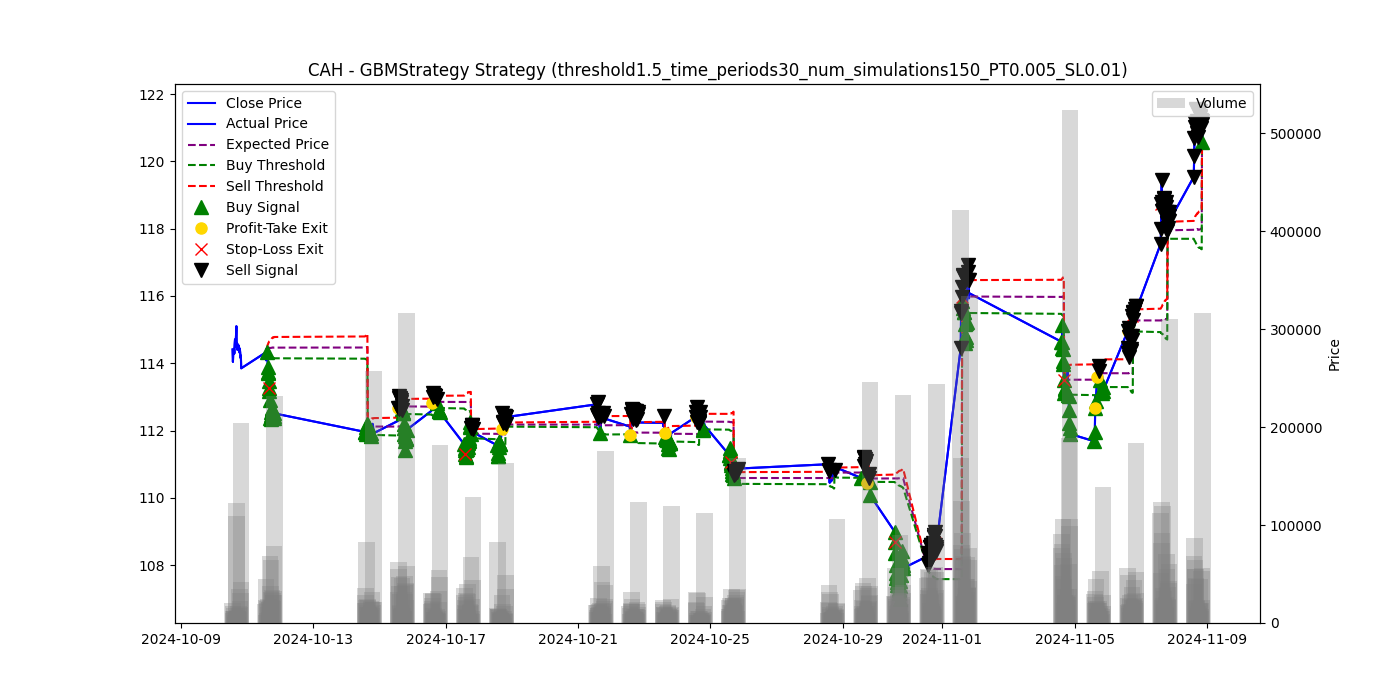 CAH - GBMStrategy Strategy (threshold1.5_time_periods30_num_simulations150_PT0.005_SL0.01)
Close Price
Actual Price
Expected Price
Buy Threshold
Sell Threshold
Buy Signal
Profit-Take Exit
Stop-Loss Exit
Sell Signal
Volume
122
120
118
116
114
112
110
108
500000
400000
300000
200000
100000
0
Price
2024-10-09
2024-10-13
2024-10-17
2024-10-21
2024-10-25
2024-10-29
2024-11-01
2024-11-05
2024-11-09